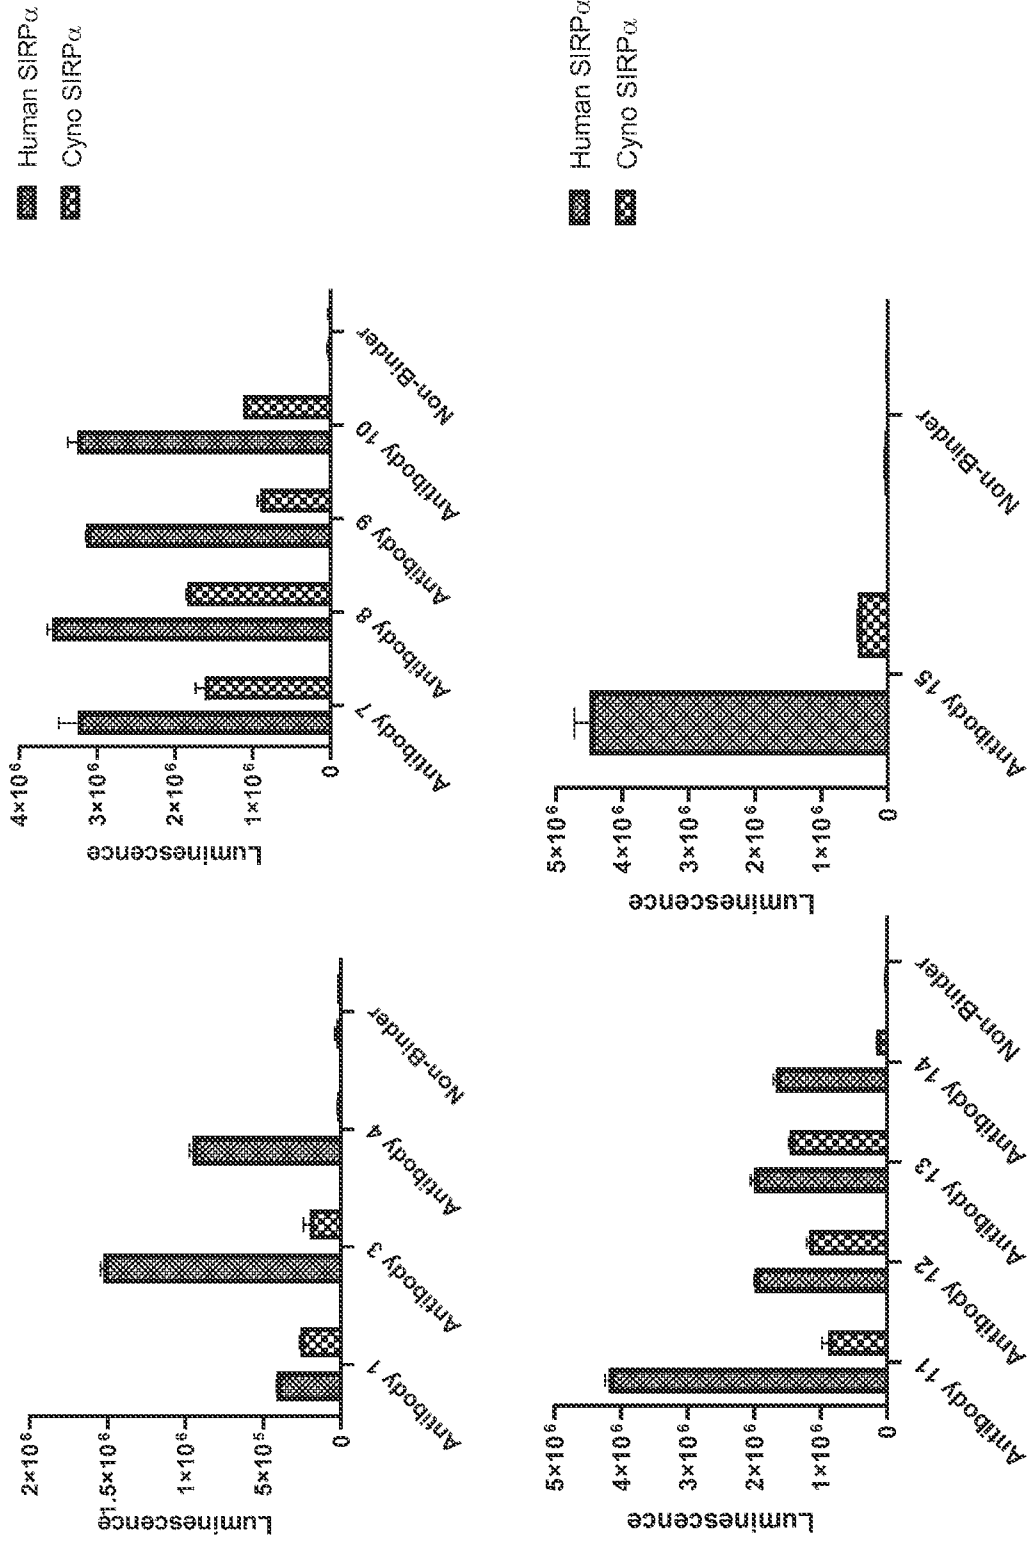 Luminescence
2×10⁶
1.5×10⁶
1×10⁶
5×10⁵
0
Antibody 1
Antibody 3
Antibody 4
Non-Binder
Luminescence
4×10⁶
3×10⁶
2×10⁶
1×10⁶
0
Antibody 7
Antibody 8
Antibody 9
Antibody 10
Non-Binder
Human SIRPα
Cyno SIRPα
Luminescence
5×10⁶
4×10⁶
3×10⁶
2×10⁶
1×10⁶
0
Antibody 11
Antibody 12
Antibody 13
Antibody 14
Non-Binder
Luminescence
5×10⁶
4×10⁶
3×10⁶
2×10⁶
1×10⁶
0
Antibody 15
Non-Binder
Human SIRPα
Cyno SIRPα